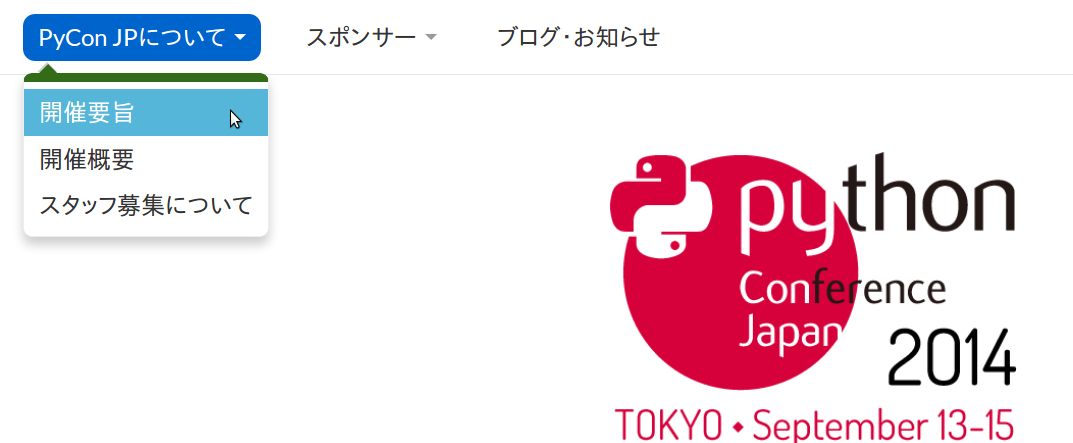 PyCon JPについて スポンサー ブログ・お知らせ
開催要旨
開催概要
スタッフ募集について
python
Conference
Japan
2014
TOKYO ◆ September 13-15